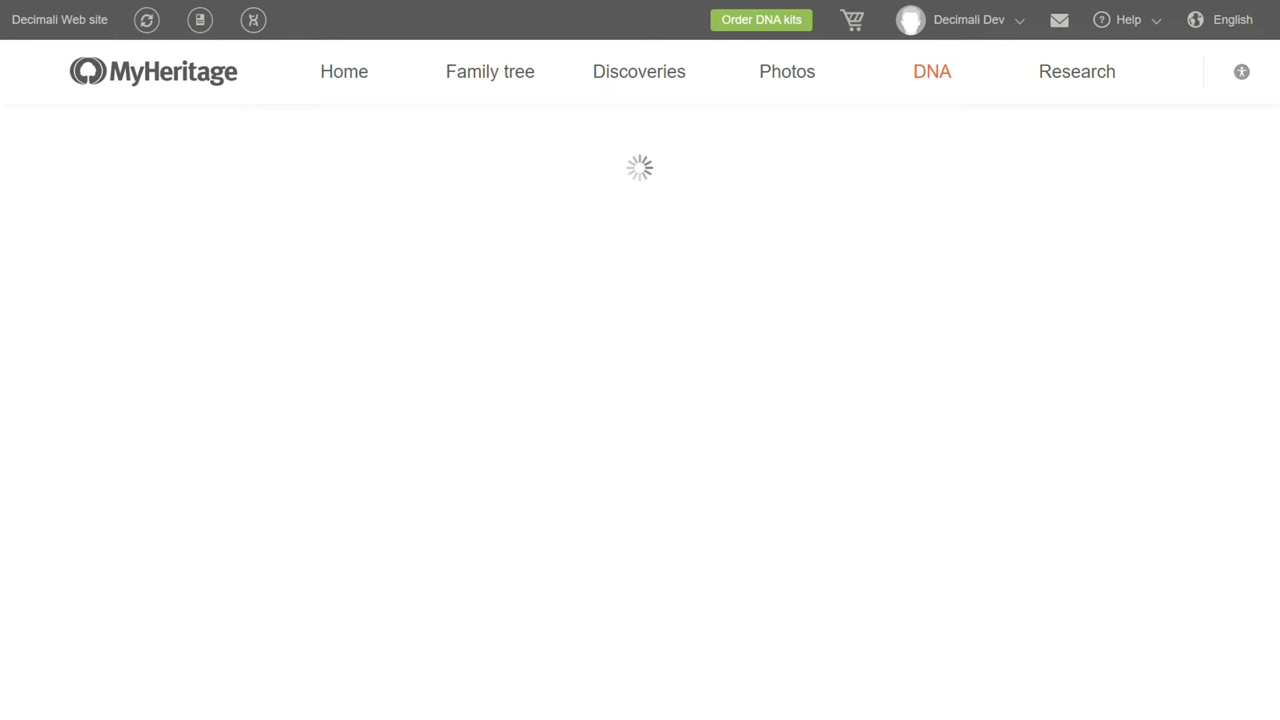 Decimali Web site
Order DNA kits
Decimali Dev
Help
English
MyHeritage
Home
Family tree
Discoveries
Photos
DNA
Research